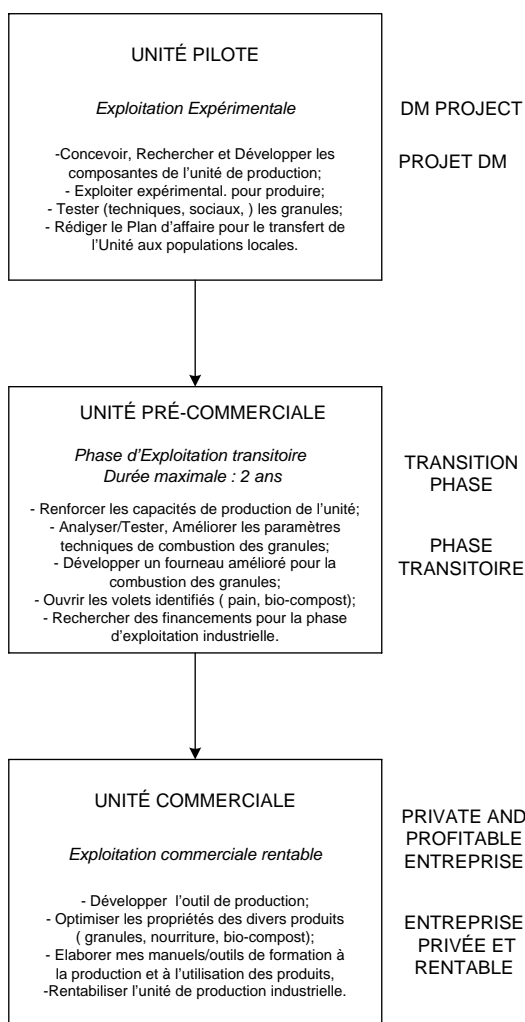 UNITÉ PILOTE
Exploitation Expérimentale
-Concevoir, Rechercher et Développer les
composantes de l'unité de production;
- Exploiter expérimental. pour produire;
- Tester (techniques, sociaux, ) les granules;
- Rédiger le Plan d'affaire pour le transfert de
l'Unité aux populations locales.
DM PROJECT
PROJET DM
UNITÉ PRÉ-COMMERCIALE
Phase d'Exploitation transitoire
Durée maximale : 2 ans
- Renforcer les capacités de production de l'unité;
- Analyser/Tester, Améliorer les paramètres
techniques de combustion des granules;
- Développer un fourneau amélioré pour la
combustion des granules;
- Ouvrir les volets identifiés ( pain, bio-compost);
- Rechercher des financements pour la phase
d'exploitation industrielle.
TRANSITION
PHASE
PHASE
TRANSITOIRE
UNITÉ COMMERCIALE
Exploitation commerciale rentable
- Développer l'outil de production;
- Optimiser les propriétés des divers produits
( granules, nourriture, bio-compost);
- Elaborer mes manuels/outils de formation à
la production et à l'utilisation des produits,
-Rentabiliser l'unité de production industrielle.
PRIVATE AND
PROFITABLE
ENTREPRISE
ENTREPRISE
PRIVÉE ET
RENTABLE